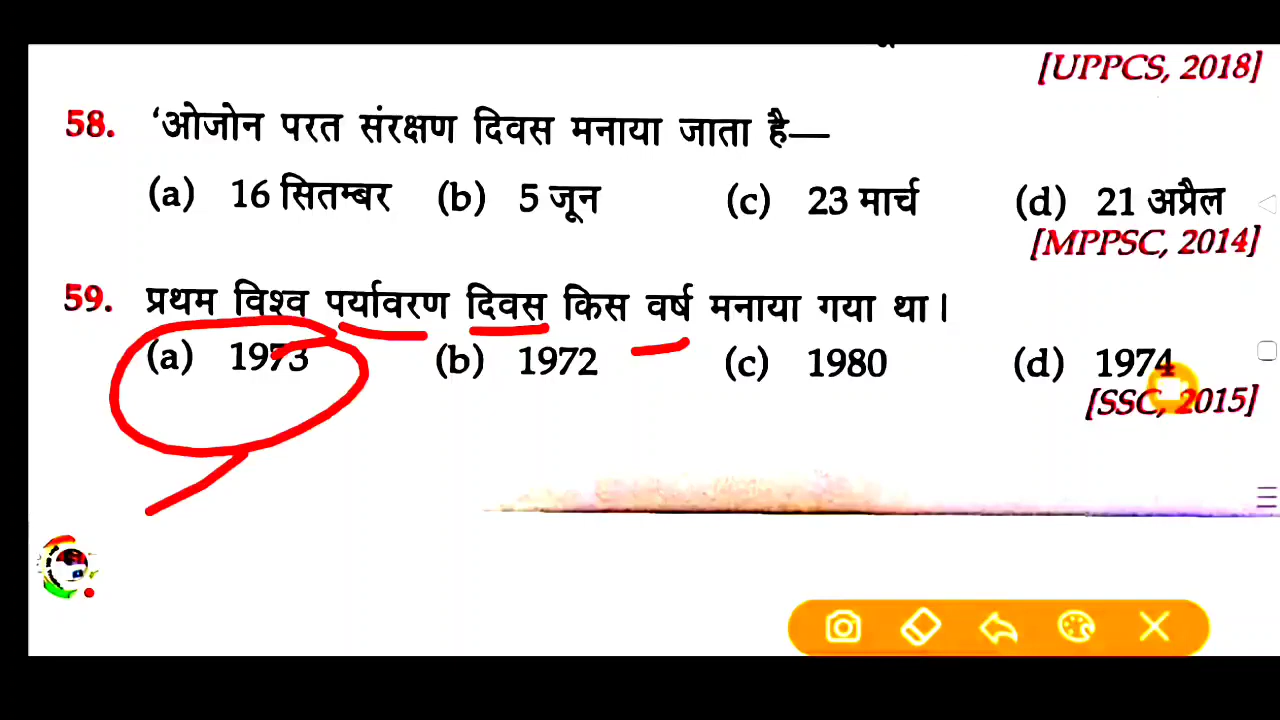 [UPPCS, 2018]
58. 'ओजोन परत संरक्षण दिवस मनाया जाता है—
(a) 16 सितम्बर (b) 5 जून (c) 23 मार्च (d) 21 अप्रैल
[MPPSC, 2014]
59. प्रथम विश्व पर्यावरण दिवस किस वर्ष मनाया गया था।
(a) 1973 (b) 1972 (c) 1980 (d) 1974
[SSC, 2015]